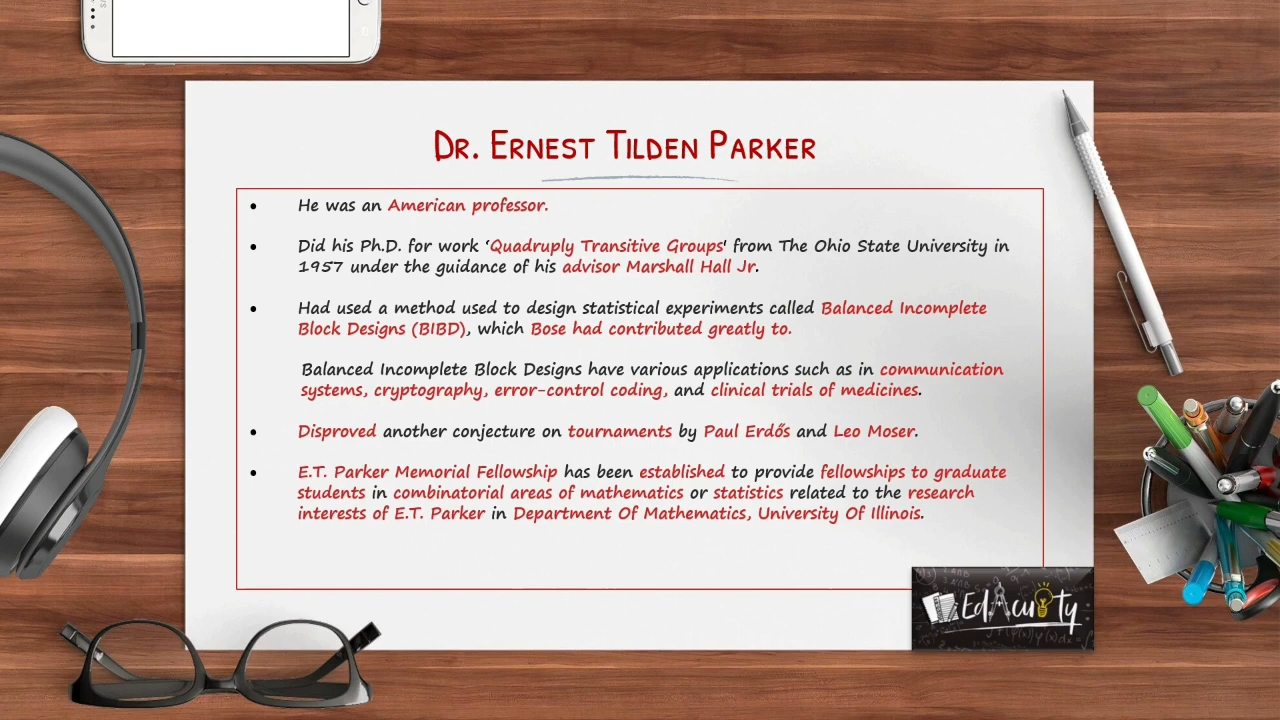 Dr. Ernest Tilden Parker
• He was an American professor.
• Did his Ph.D. for work ‘Quadruply Transitive Groups' from The Ohio State University in
1957 under the guidance of his advisor Marshall Hall Jr.
• Had used a method used to design statistical experiments called Balanced Incomplete
Block Designs (BIBD), which Bose had contributed greatly to.
Balanced Incomplete Block Designs have various applications such as in communication
systems, cryptography, error-control coding, and clinical trials of medicines.
• Disproved another conjecture on tournaments by Paul Erdős and Leo Moser.
• E.T. Parker Memorial Fellowship has been established to provide fellowships to graduate
students in combinatorial areas of mathematics or statistics related to the research
interests of E.T. Parker in Department Of Mathematics, University Of Illinois.
EdAcuity